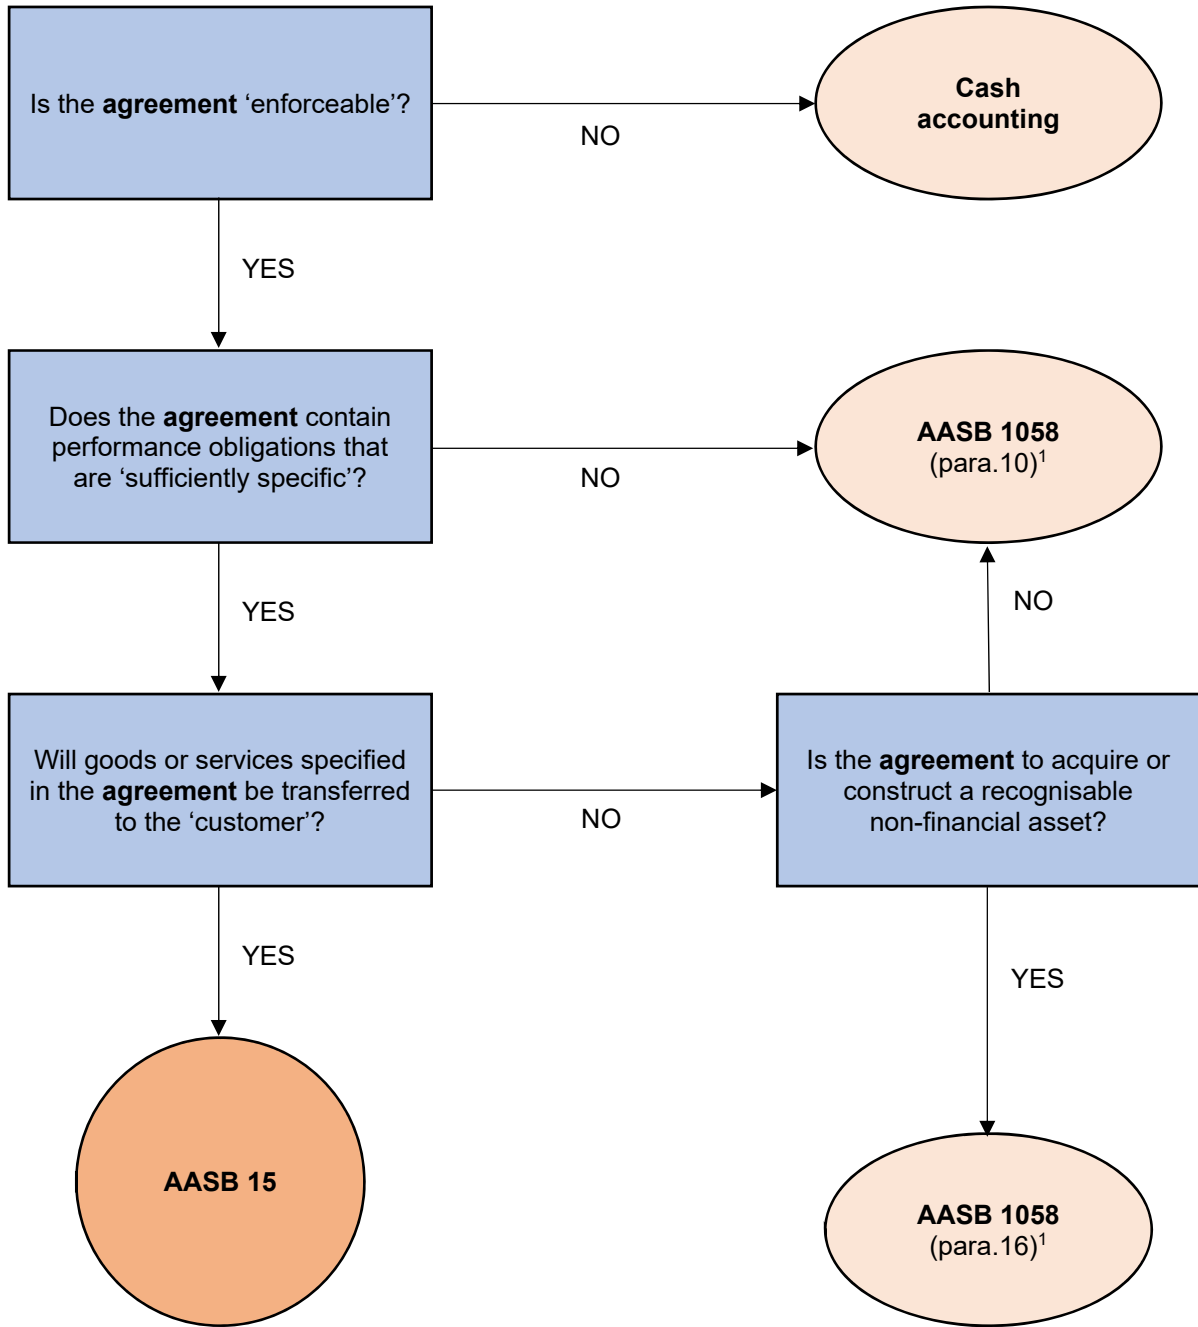 Is the agreement ‘enforceable’?
NO
Cash
accounting
YES
Does the agreement contain
performance obligations that
are ‘sufficiently specific’?
NO
AASB 1058
(para.10)¹
YES
NO
Will goods or services specified
in the agreement be transferred
to the ‘customer’?
NO
Is the agreement to acquire or
construct a recognisable
non-financial asset?
YES
YES
AASB 15
AASB 1058
(para.16)¹